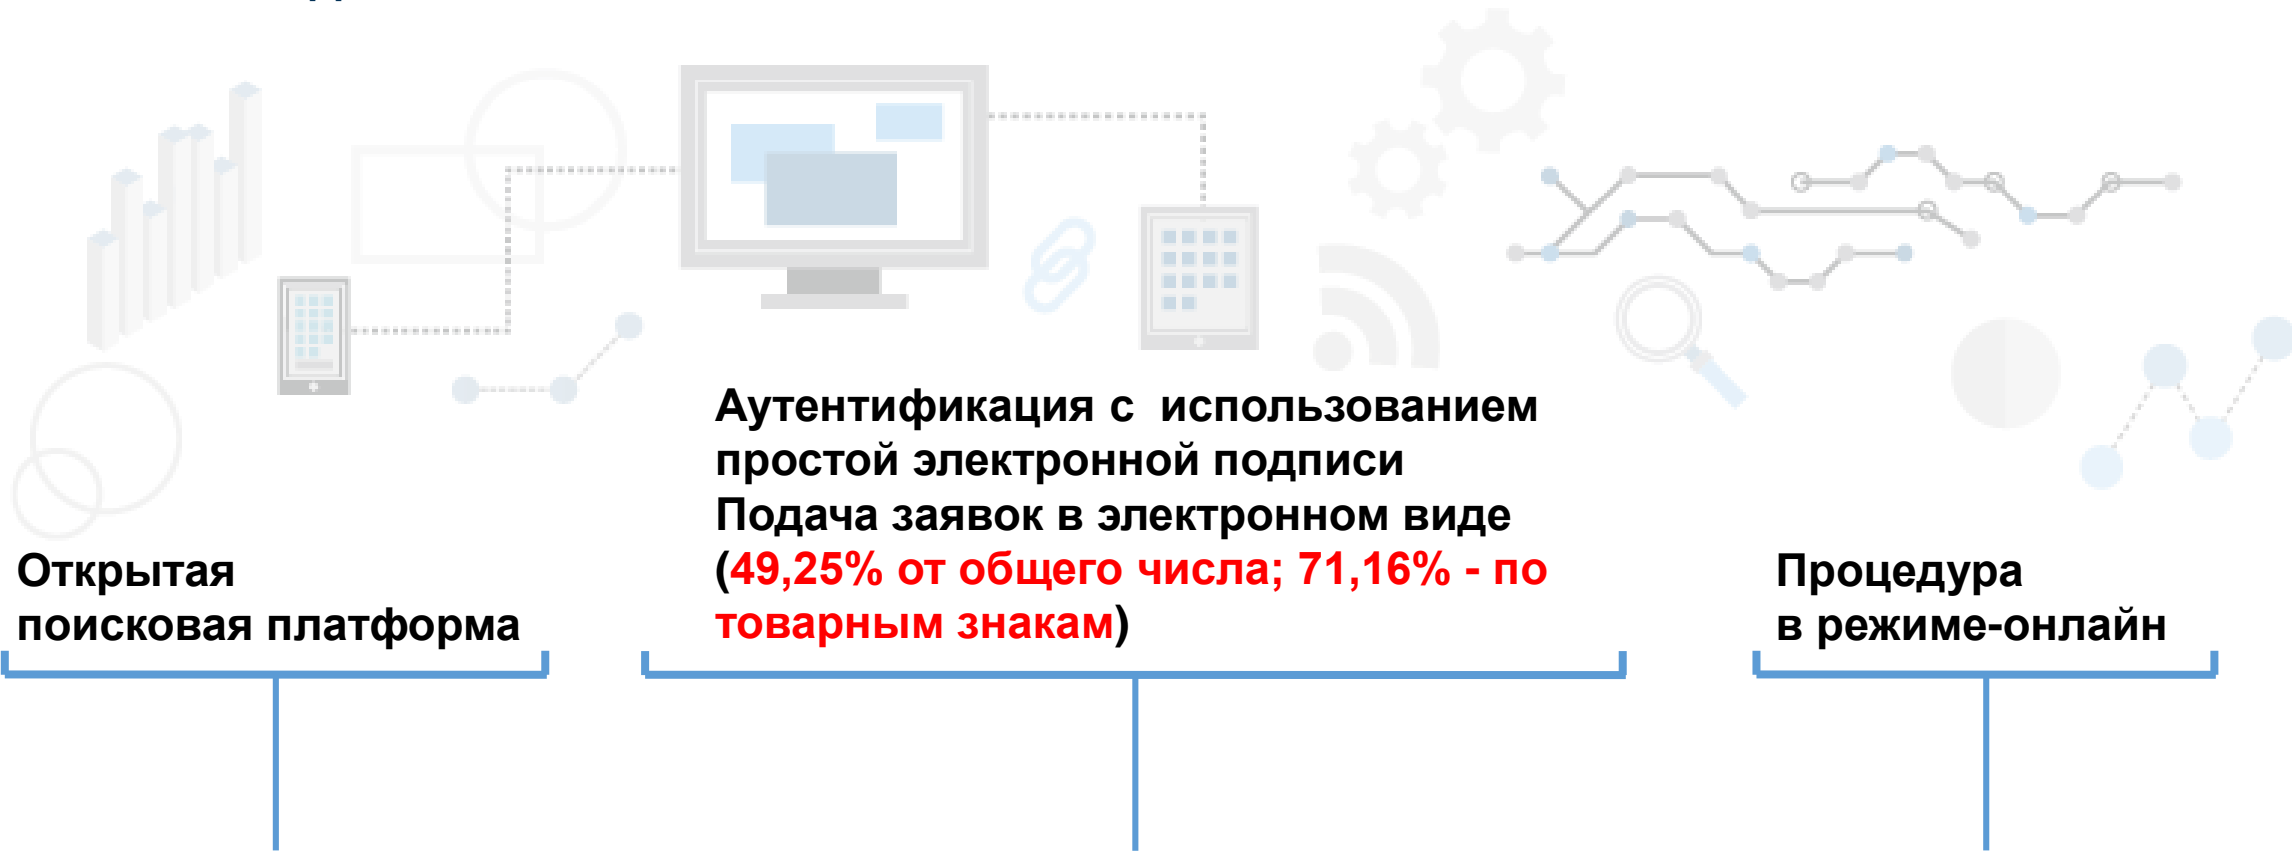 Аутентификация с использованием
простой электронной подписи
Подача заявок в электронном виде
(49,25% от общего числа; 71,16% - по
товарным знакам)
Открытая
поисковая платформа
Процедура
в режиме-онлайн